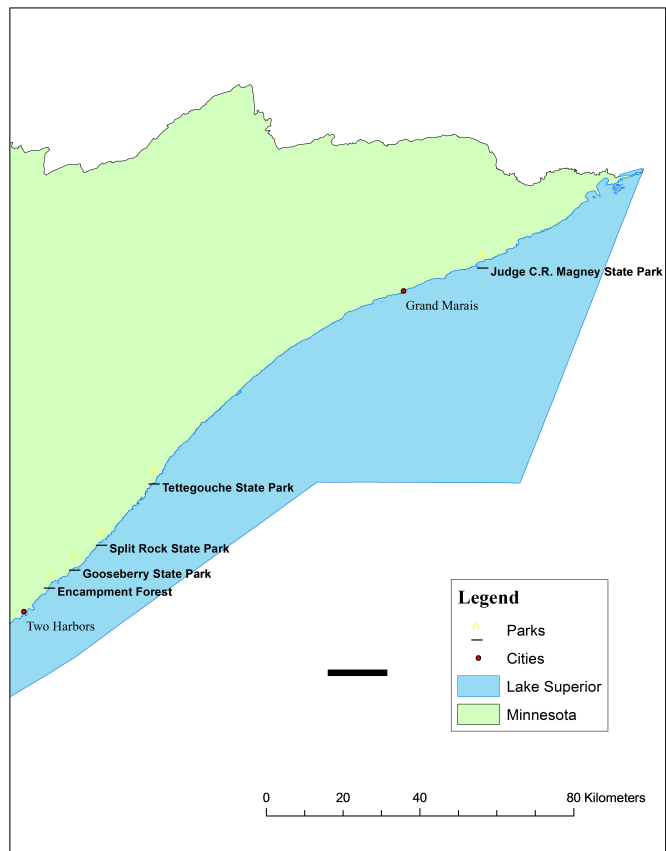 Judge C.R. Magney State Park
Grand Marais
Tettegouche State Park
Split Rock State Park
Gooseberry State Park
Encampment Forest
Two Harbors
Legend
Parks
Cities
Lake Superior
Minnesota
0 20 40 80 Kilometers